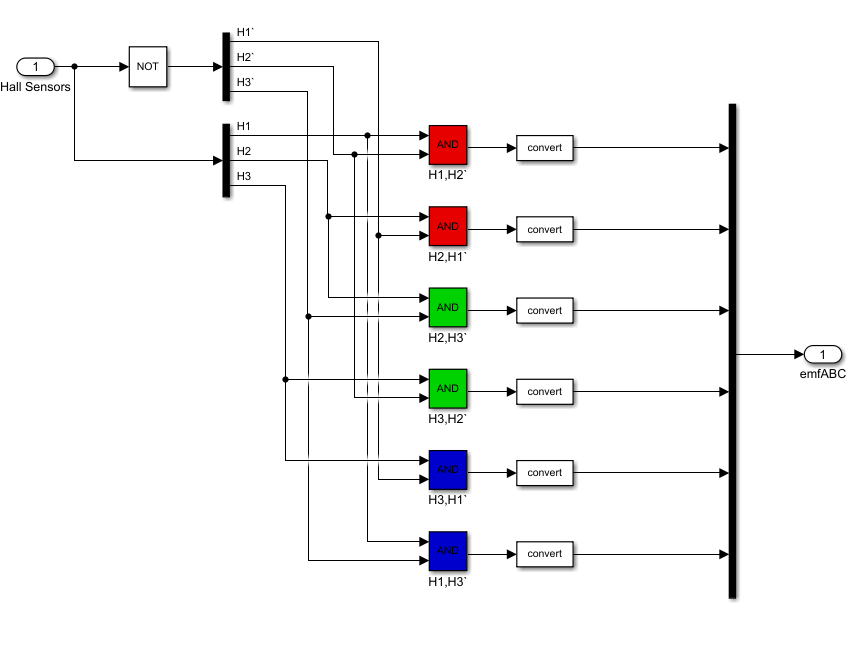 1
Hall Sensors
NOT
H1`
H2`
H3`
H1
H2
H3
AND
H1,H2`
convert
AND
H2,H1`
convert
AND
H2,H3`
convert
AND
H3,H2`
convert
AND
H3,H1`
convert
AND
H1,H3`
convert
1
emfABC